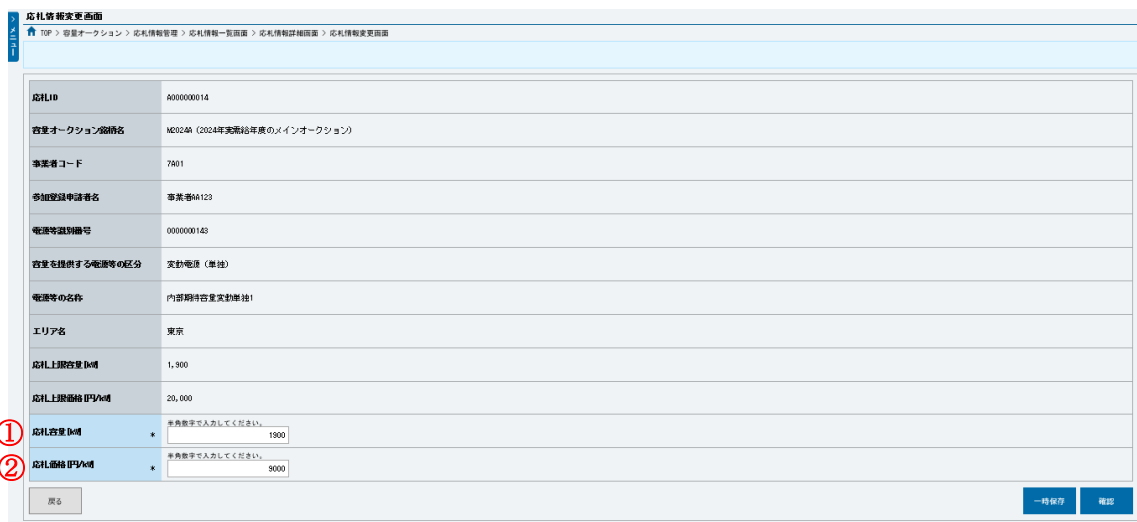 応札情報変更画面
> メニュー
TOP > 容量オークション > 応札情報管理 > 応札情報一覧画面 > 応札情報詳細画面 > 応札情報変更画面
応札ID A000000014
容量オークション銘柄名 M2024A (2024年実需給年度のメインオークション)
事業者コード 7A01
参加登録申請者名 事業者AA123
電源等識別番号 0000000143
容量を提供する電源等の区分 変動電源（単独）
電源等の名称 内部期待容量変動単独1
エリア名 東京
応札上限容量[kW] 1,900
応札上限価格[円/kW] 20,000
半角数字で入力してください。
① 応札容量[kW] * 1900
半角数字で入力してください。
② 応札価格[円/kW] * 9000
戻る 一時保存 確認